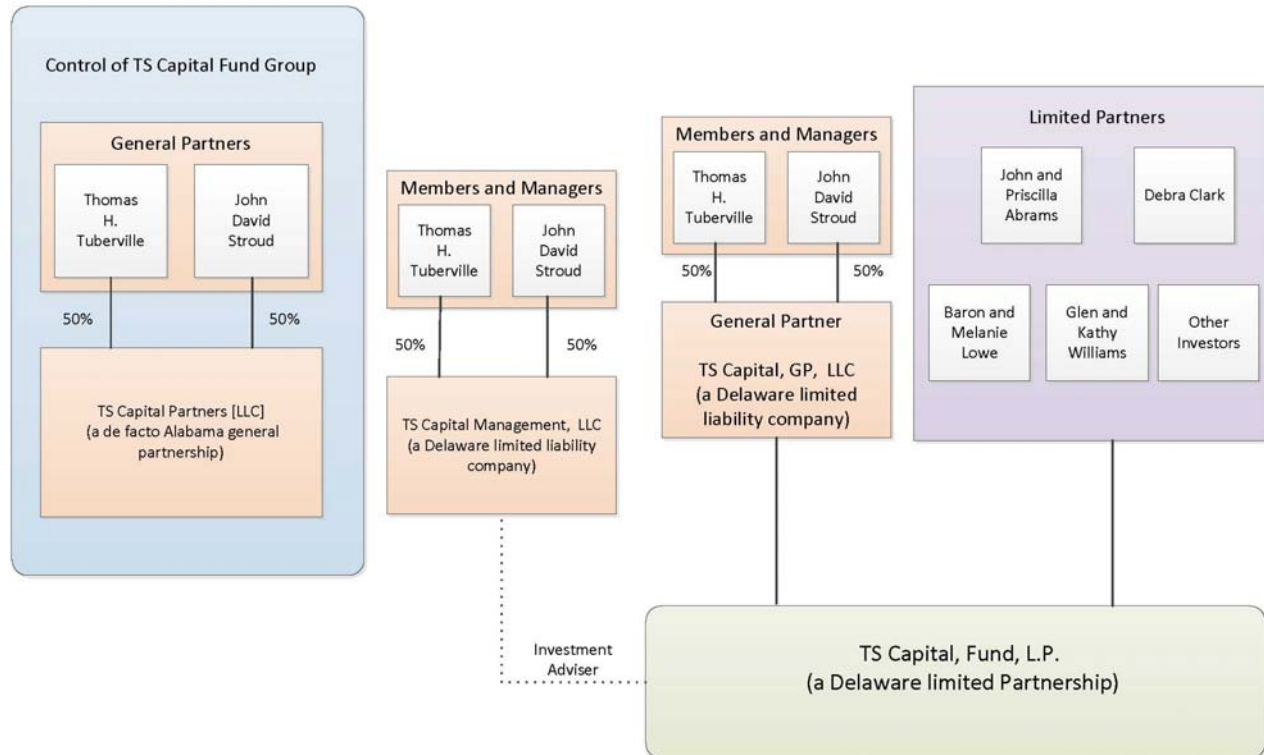 Control of TS Capital Fund Group
General Partners
Thomas
H.
Tuberville
John
David
Stroud
50%
50%
TS Capital Partners [LLC]
(a de facto Alabama general
partnership)
Members and Managers
Thomas
H.
Tuberville
John
David
Stroud
50%
50%
TS Capital Management, LLC
(a Delaware limited liability
company)
Members and Managers
Thomas
H.
Tuberville
John
David
Stroud
50%
50%
General Partner
TS Capital, GP, LLC
(a Delaware limited
liability company)
Limited Partners
John and
Priscilla
Abrams
Debra Clark
Baron and
Melanie
Lowe
Glen and
Kathy
Williams
Other
Investors
Investment
Adviser
TS Capital, Fund, L.P.
(a Delaware limited Partnership)